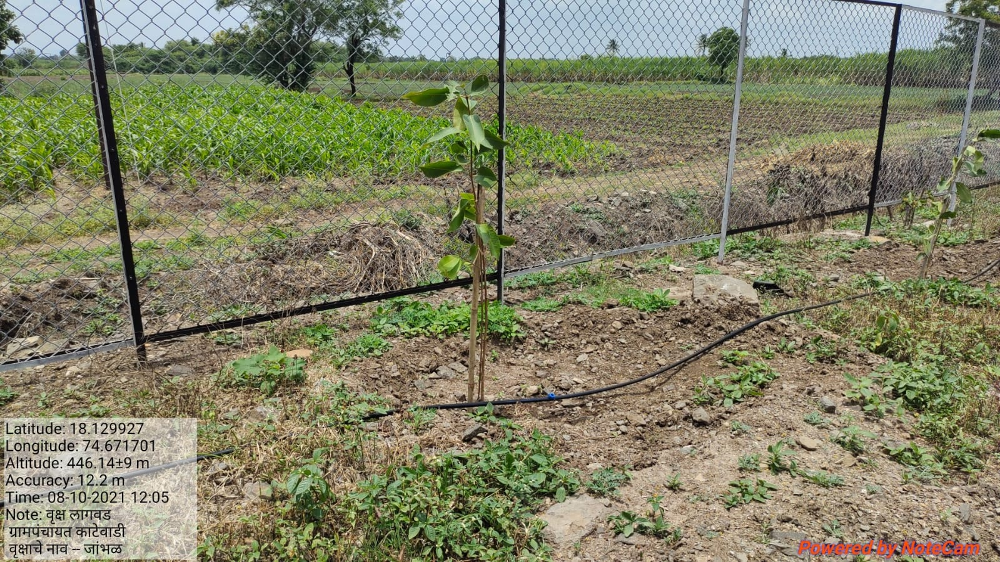 Latitude: 18.129927
Longitude: 74.671701
Altitude: 446.14±9 m
Accuracy: 12.2 m
Time: 08-10-2021 12:05
Note: वृक्ष लागवड
ग्रामपंचायत काटेवाडी
वृक्षाचे नाव – जांभळ
Powered by NoteCam